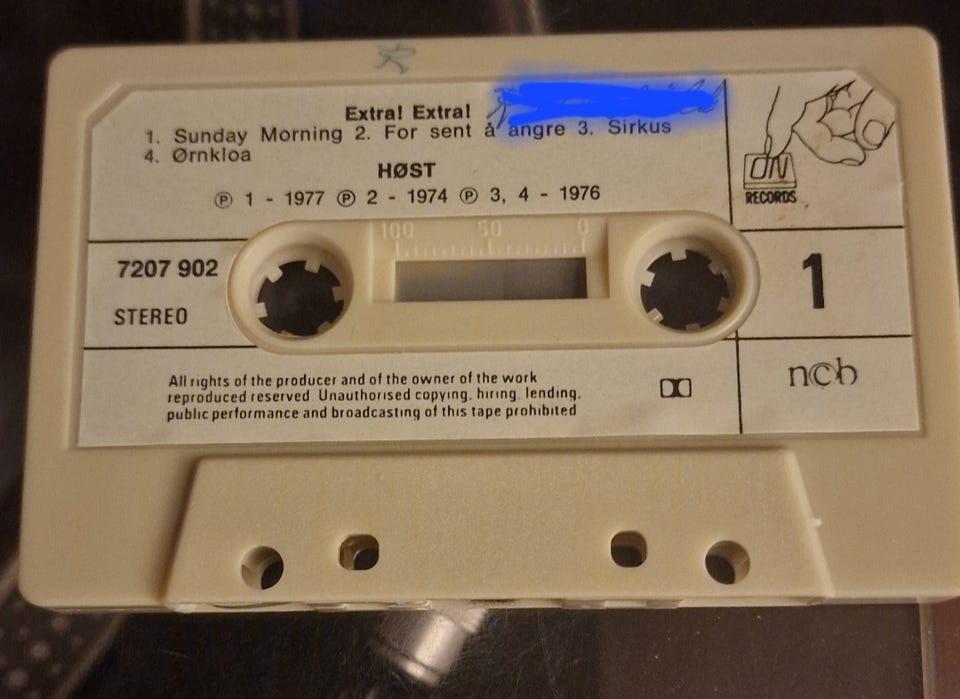 Extra! Extra!
1. Sunday Morning 2. For sent å angre 3. Sirkus
4. Ørnkloa
HØST
Ⓟ 1 - 1977 Ⓟ 2 - 1974 Ⓟ 3, 4 - 1976
ON
RECORDS
100 50 0
7207 902
STEREO
1
All rights of the producer and of the owner of the work
reproduced reserved. Unauthorised copying, hiring, lending,
public performance and broadcasting of this tape prohibited
ncb